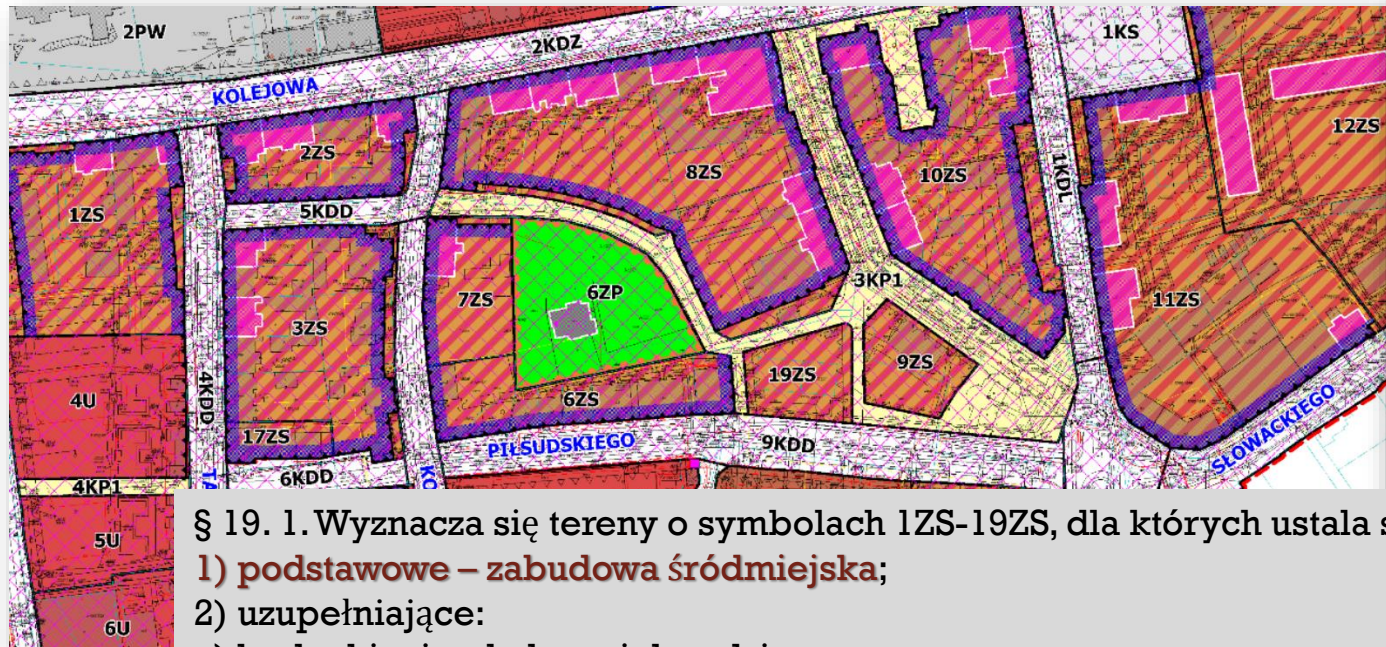 2PW
2KDZ
1KS
KOLEJOWA
12ZS
2ZS
8ZS
10ZS
1KDL
1ZS
5KDD
6ZP
3KP1
7ZS
11ZS
3ZS
9ZS
19ZS
4U
4KDD
6ZS
17ZS
PIŁSUDSKIEGO
9KDD
SŁOWACKIEGO
6KDD
TA
KO
4KP1
5U
6U
§ 19. 1. Wyznacza się tereny o symbolach 1ZS-19ZS, dla których ustala s
1) podstawowe – zabudowa śródmiejska;
2) uzupełniające: